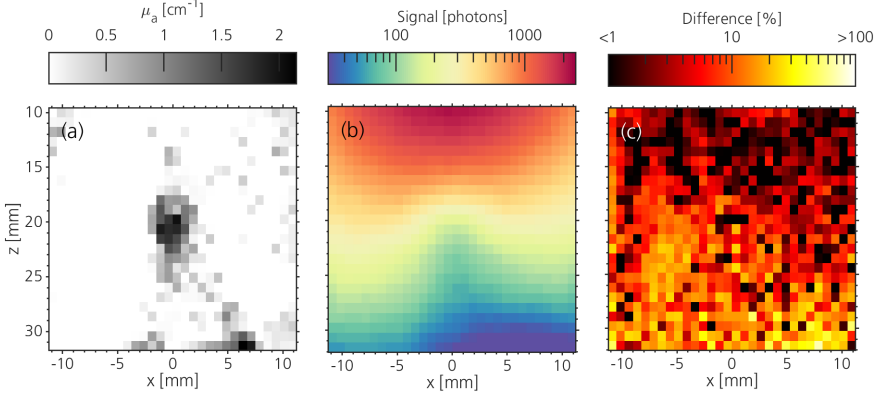 μa [cm-1]
0 0.5 1 1.5 2
Signal [photons]
100 1000
Difference [%]
<1 10 >100
(a)
(b)
(c)
10
15
20
25
30
z [mm]
-10 -5 0 5 10
x [mm]
-10 -5 0 5 10
x [mm]
-10 -5 0 5 10
x [mm]